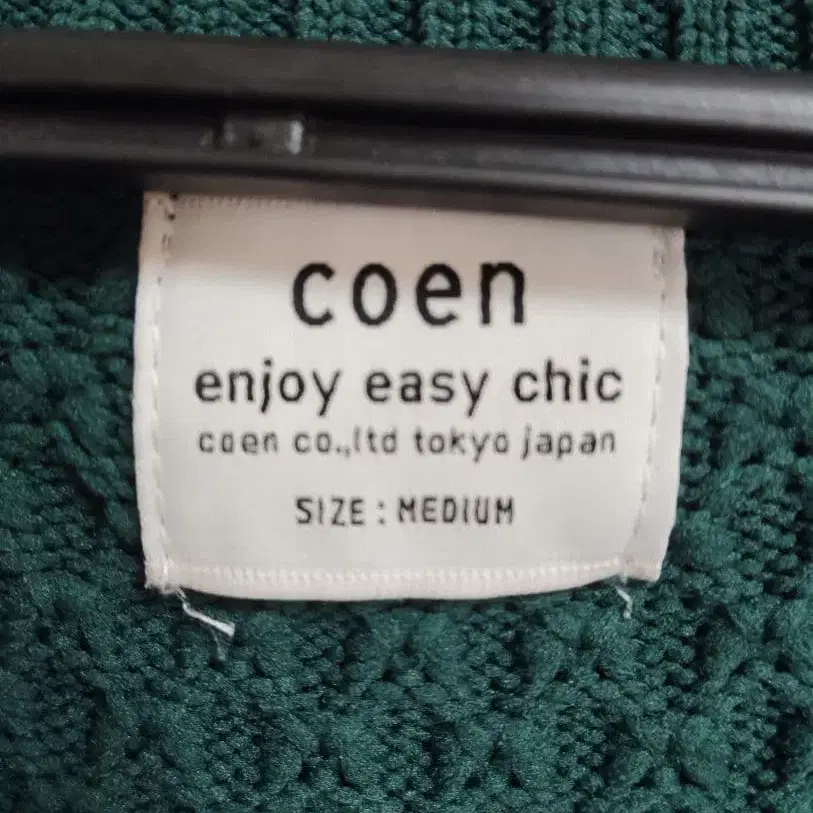 coen
enjoy easy chic
coen co.,ltd tokyo japan
SIZE : MEDIUM